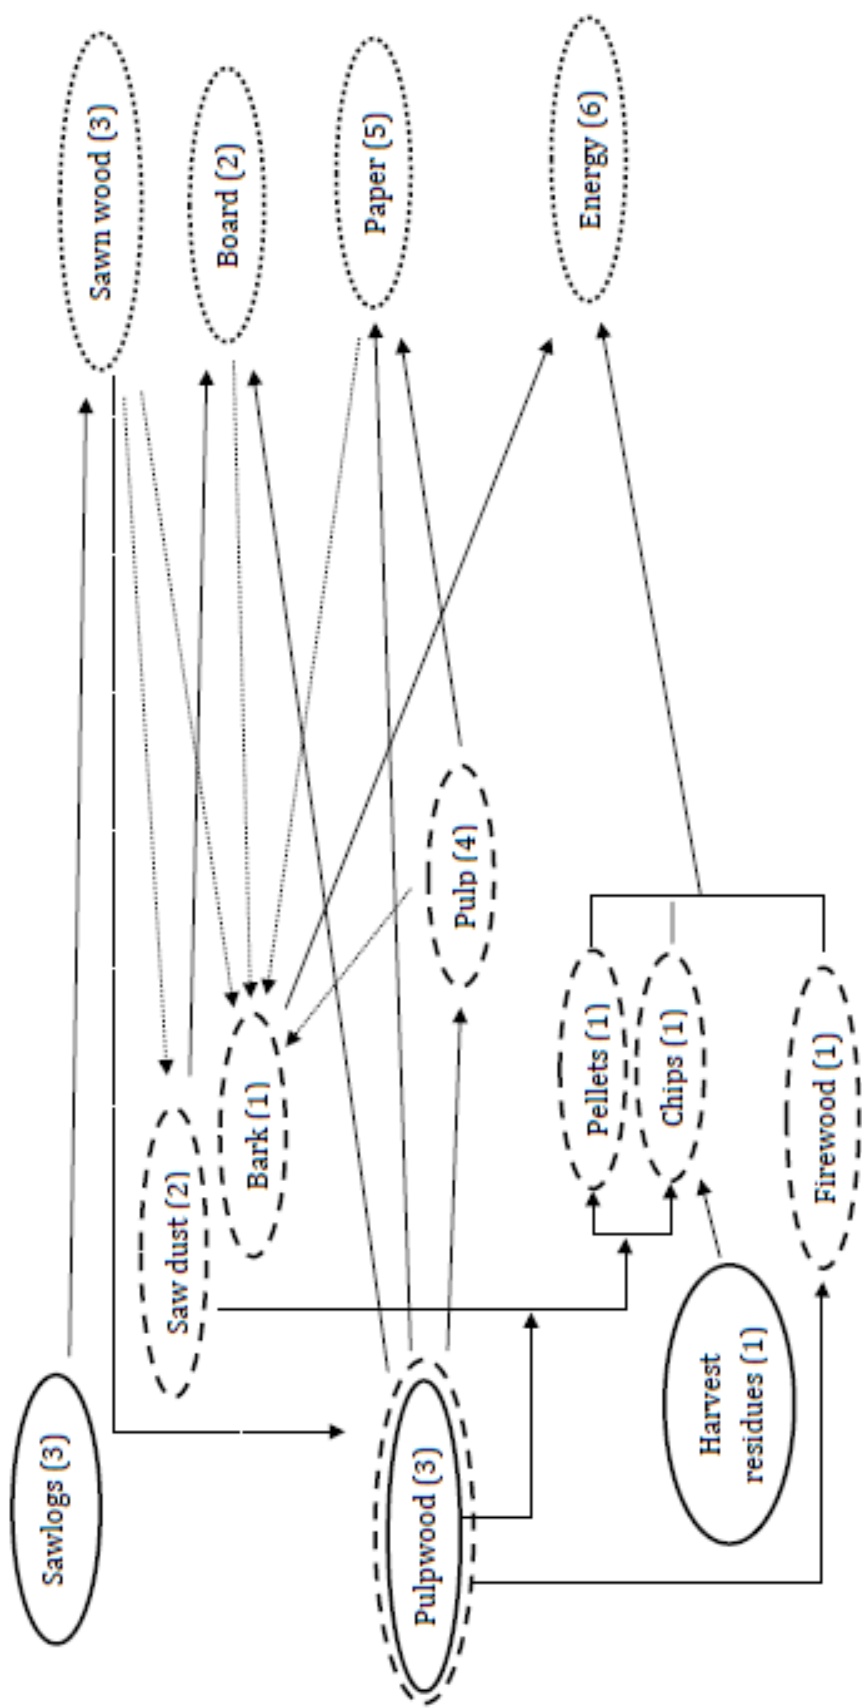 Sawlogs (3)
Pulpwood (3)
Harvest
residues (1)
Saw dust (2)
Bark (1)
Pulp (4)
Pellets (1)
Chips (1)
Firewood (1)
Sawn wood (3)
Board (2)
Paper (5)
Energy (6)